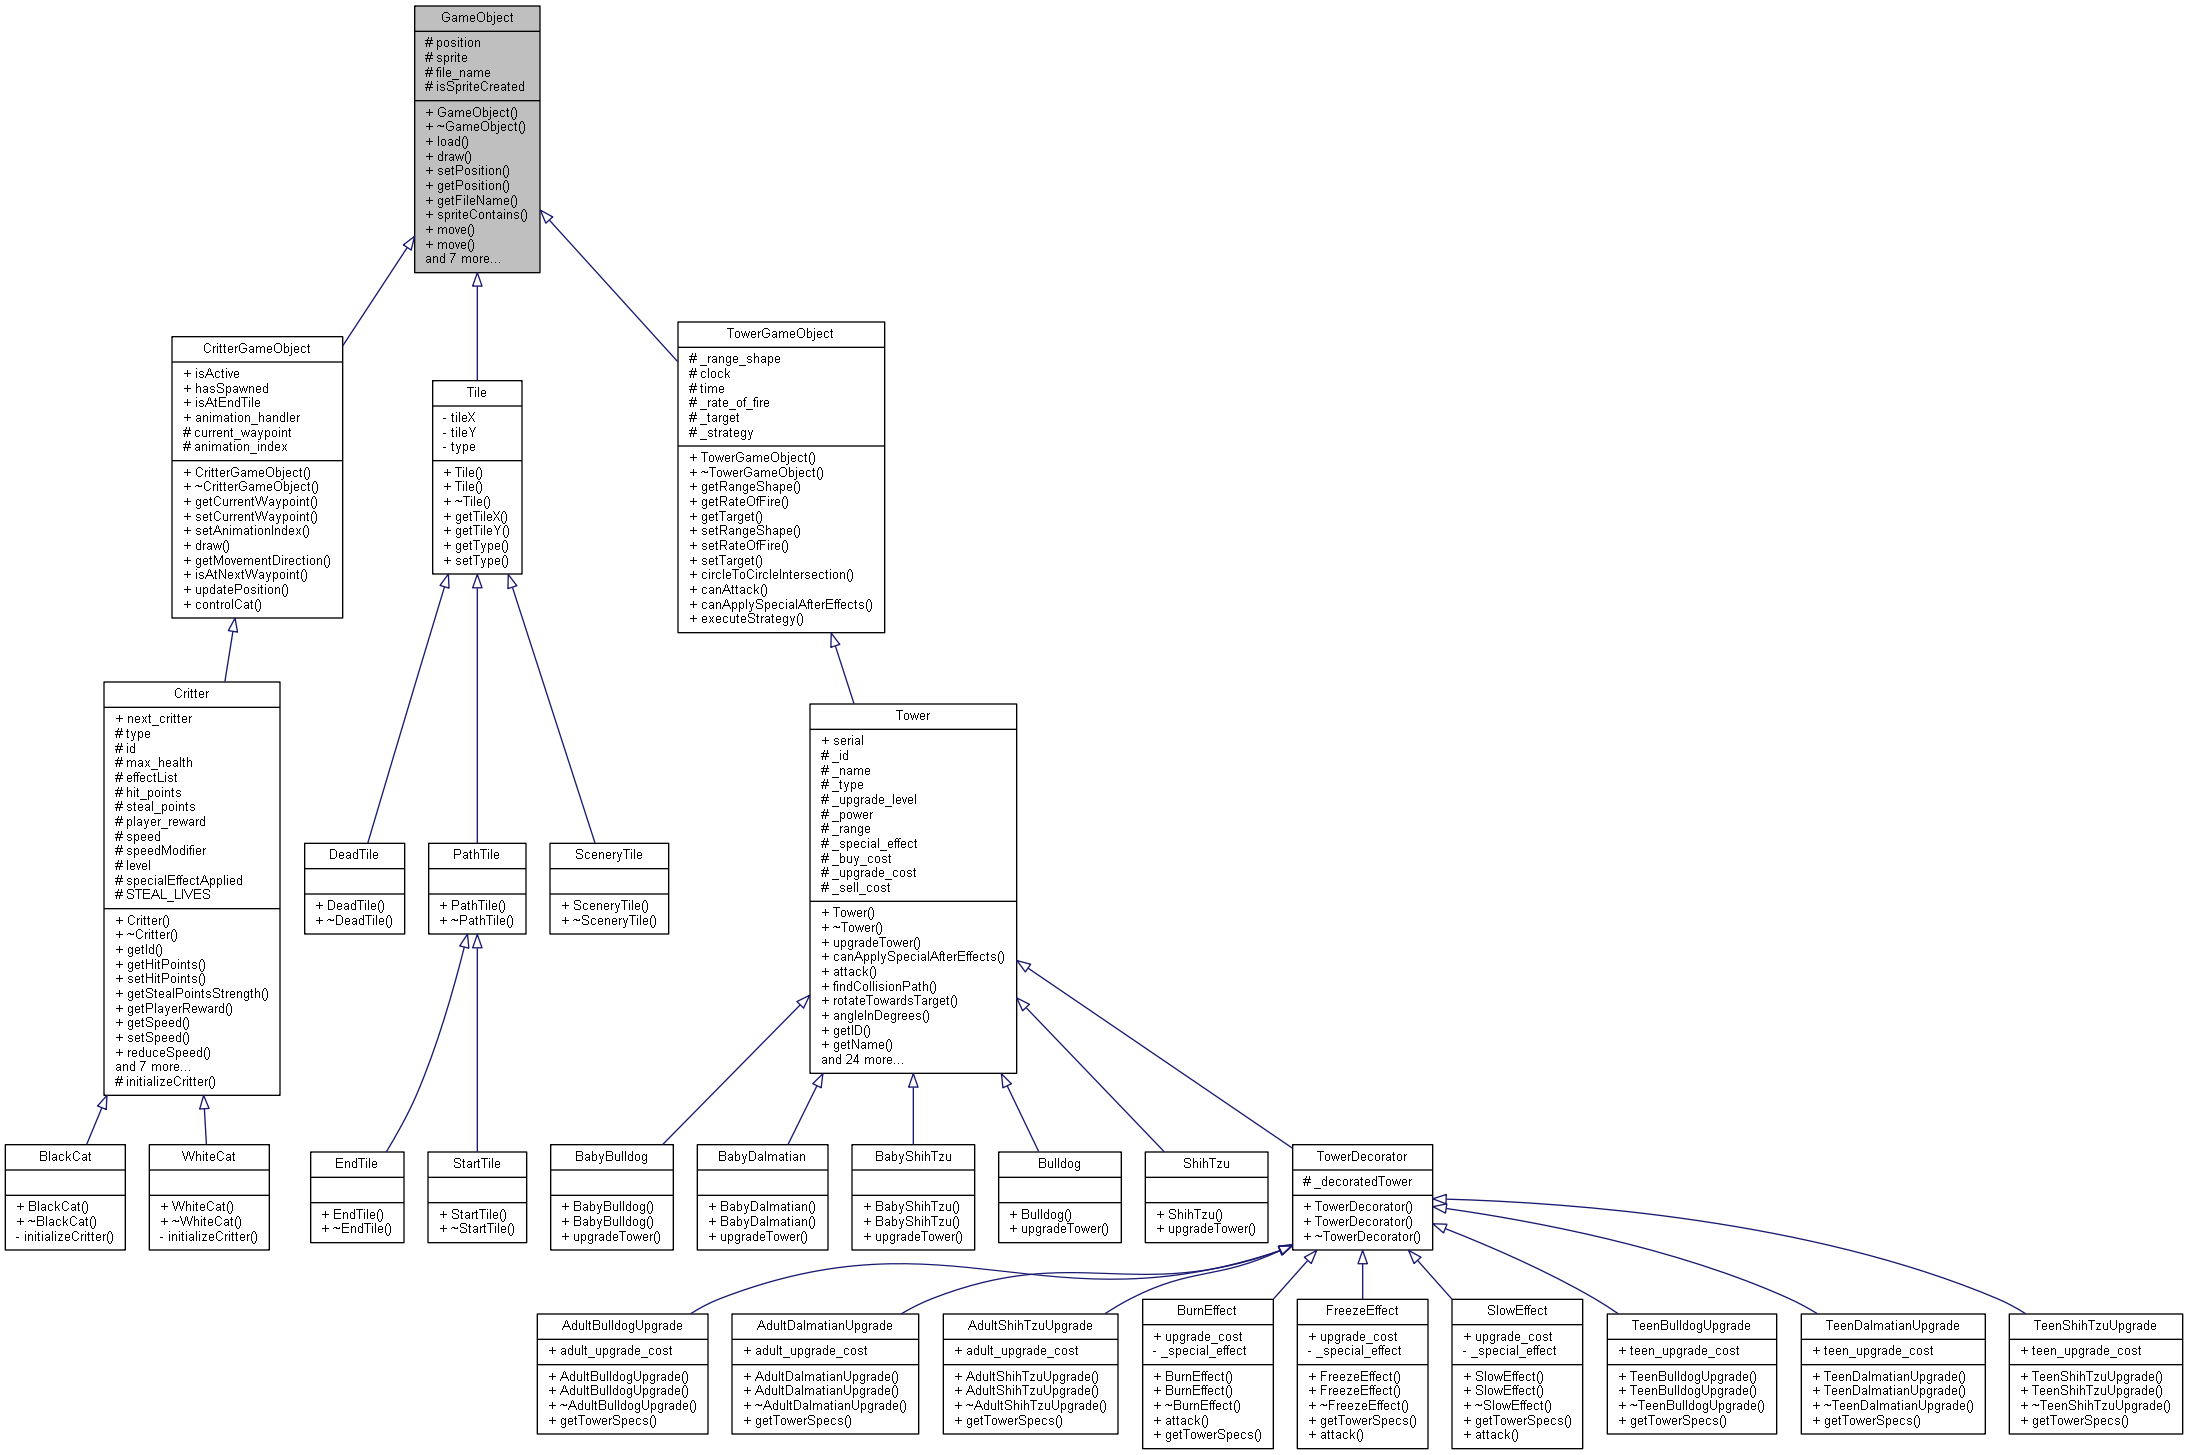 GameObject
# position
# sprite
# file_name
# isSpriteCreated
+ GameObject()
+ ~GameObject()
+ load()
+ draw()
+ setPosition()
+ getPosition()
+ getFileName()
+ spriteContains()
+ move()
+ move()
and 7 more...
CritterGameObject
+ isActive
+ hasSpawned
+ isAtEndTile
+ animation_handler
# current_waypoint
# animation_index
+ CritterGameObject()
+ ~CritterGameObject()
+ getCurrentWaypoint()
+ setCurrentWaypoint()
+ setAnimationIndex()
+ draw()
+ getMovementDirection()
+ isAtNextWaypoint()
+ updatePosition()
+ controlCat()
Tile
- tileX
- tileY
- type
+ Tile()
+ Tile()
+ ~Tile()
+ getTileX()
+ getTileY()
+ getType()
+ setType()
TowerGameObject
# _range_shape
# clock
# time
# _rate_of_fire
# _target
# _strategy
+ TowerGameObject()
+ ~TowerGameObject()
+ getRangeShape()
+ getRateOfFire()
+ getTarget()
+ setRangeShape()
+ setRateOfFire()
+ setTarget()
+ circleToCircleIntersection()
+ canAttack()
+ canApplySpecialAfterEffects()
+ executeStrategy()
Critter
+ next_critter
# type
# id
# max_health
# effectList
# hit_points
# steal_points
# player_reward
# speed
# speedModifier
# level
# specialEffectApplied
# STEAL_LIVES
+ Critter()
+ ~Critter()
+ getId()
+ getHitPoints()
+ setHitPoints()
+ getStealPointsStrength()
+ getPlayerReward()
+ getSpeed()
+ setSpeed()
+ reduceSpeed()
and 7 more...
# initializeCritter()
DeadTile
+ DeadTile()
+ ~DeadTile()
PathTile
+ PathTile()
+ ~PathTile()
SceneryTile
+ SceneryTile()
+ ~SceneryTile()
Tower
+ serial
# _id
# _name
# _type
# _upgrade_level
# _power
# _range
# _special_effect
# _buy_cost
# _upgrade_cost
# _sell_cost
+ Tower()
+ ~Tower()
+ upgradeTower()
+ canApplySpecialAfterEffects()
+ attack()
+ findCollisionPath()
+ rotateTowardsTarget()
+ angleInDegrees()
+ getID()
+ getName()
and 24 more...
BlackCat
+ BlackCat()
+ ~BlackCat()
- initializeCritter()
WhiteCat
+ WhiteCat()
+ ~WhiteCat()
- initializeCritter()
EndTile
+ EndTile()
+ ~EndTile()
StartTile
+ StartTile()
+ ~StartTile()
BabyBulldog
+ BabyBulldog()
+ BabyBulldog()
+ upgradeTower()
BabyDalmatian
+ BabyDalmatian()
+ BabyDalmatian()
+ upgradeTower()
BabyShihTzu
+ BabyShihTzu()
+ BabyShihTzu()
+ upgradeTower()
Bulldog
+ Bulldog()
+ upgradeTower()
ShihTzu
+ ShihTzu()
+ upgradeTower()
TowerDecorator
# _decoratedTower
+ TowerDecorator()
+ TowerDecorator()
+ ~TowerDecorator()
AdultBulldogUpgrade
+ adult_upgrade_cost
+ AdultBulldogUpgrade()
+ AdultBulldogUpgrade()
+ ~AdultBulldogUpgrade()
+ getTowerSpecs()
AdultDalmatianUpgrade
+ adult_upgrade_cost
+ AdultDalmatianUpgrade()
+ AdultDalmatianUpgrade()
+ ~AdultDalmatianUpgrade()
+ getTowerSpecs()
AdultShihTzuUpgrade
+ adult_upgrade_cost
+ AdultShihTzuUpgrade()
+ AdultShihTzuUpgrade()
+ ~AdultShihTzuUpgrade()
+ getTowerSpecs()
BurnEffect
+ upgrade_cost
- _special_effect
+ BurnEffect()
+ BurnEffect()
+ ~BurnEffect()
+ attack()
+ getTowerSpecs()
FreezeEffect
+ upgrade_cost
- _special_effect
+ FreezeEffect()
+ FreezeEffect()
+ ~FreezeEffect()
+ getTowerSpecs()
+ attack()
SlowEffect
+ upgrade_cost
- _special_effect
+ SlowEffect()
+ SlowEffect()
+ ~SlowEffect()
+ getTowerSpecs()
+ attack()
TeenBulldogUpgrade
+ teen_upgrade_cost
+ TeenBulldogUpgrade()
+ TeenBulldogUpgrade()
+ ~TeenBulldogUpgrade()
+ getTowerSpecs()
TeenDalmatianUpgrade
+ teen_upgrade_cost
+ TeenDalmatianUpgrade()
+ TeenDalmatianUpgrade()
+ ~TeenDalmatianUpgrade()
+ getTowerSpecs()
TeenShihTzuUpgrade
+ teen_upgrade_cost
+ TeenShihTzuUpgrade()
+ TeenShihTzuUpgrade()
+ ~TeenShihTzuUpgrade()
+ getTowerSpecs()